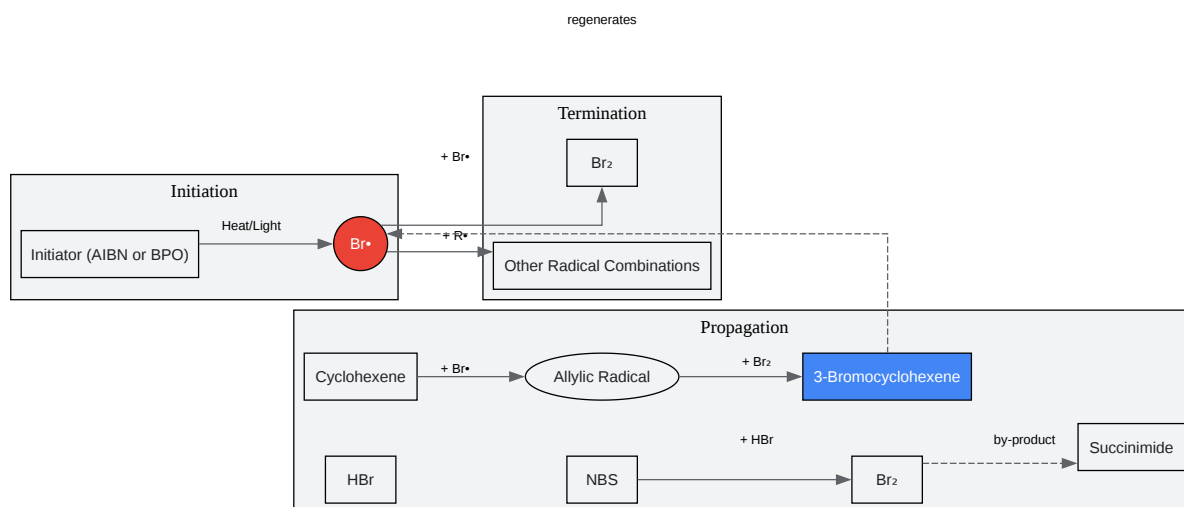 regenerates
Termination
Br₂
+ Br•
Initiation
Heat/Light
Initiator (AIBN or BPO)
Br•
+ R•
Other Radical Combinations
Propagation
Cyclohexene
+ Br•
Allylic Radical
+ Br₂
3-Bromocyclohexene
HBr
NBS
+ HBr
Br₂
by-product
Succinimide